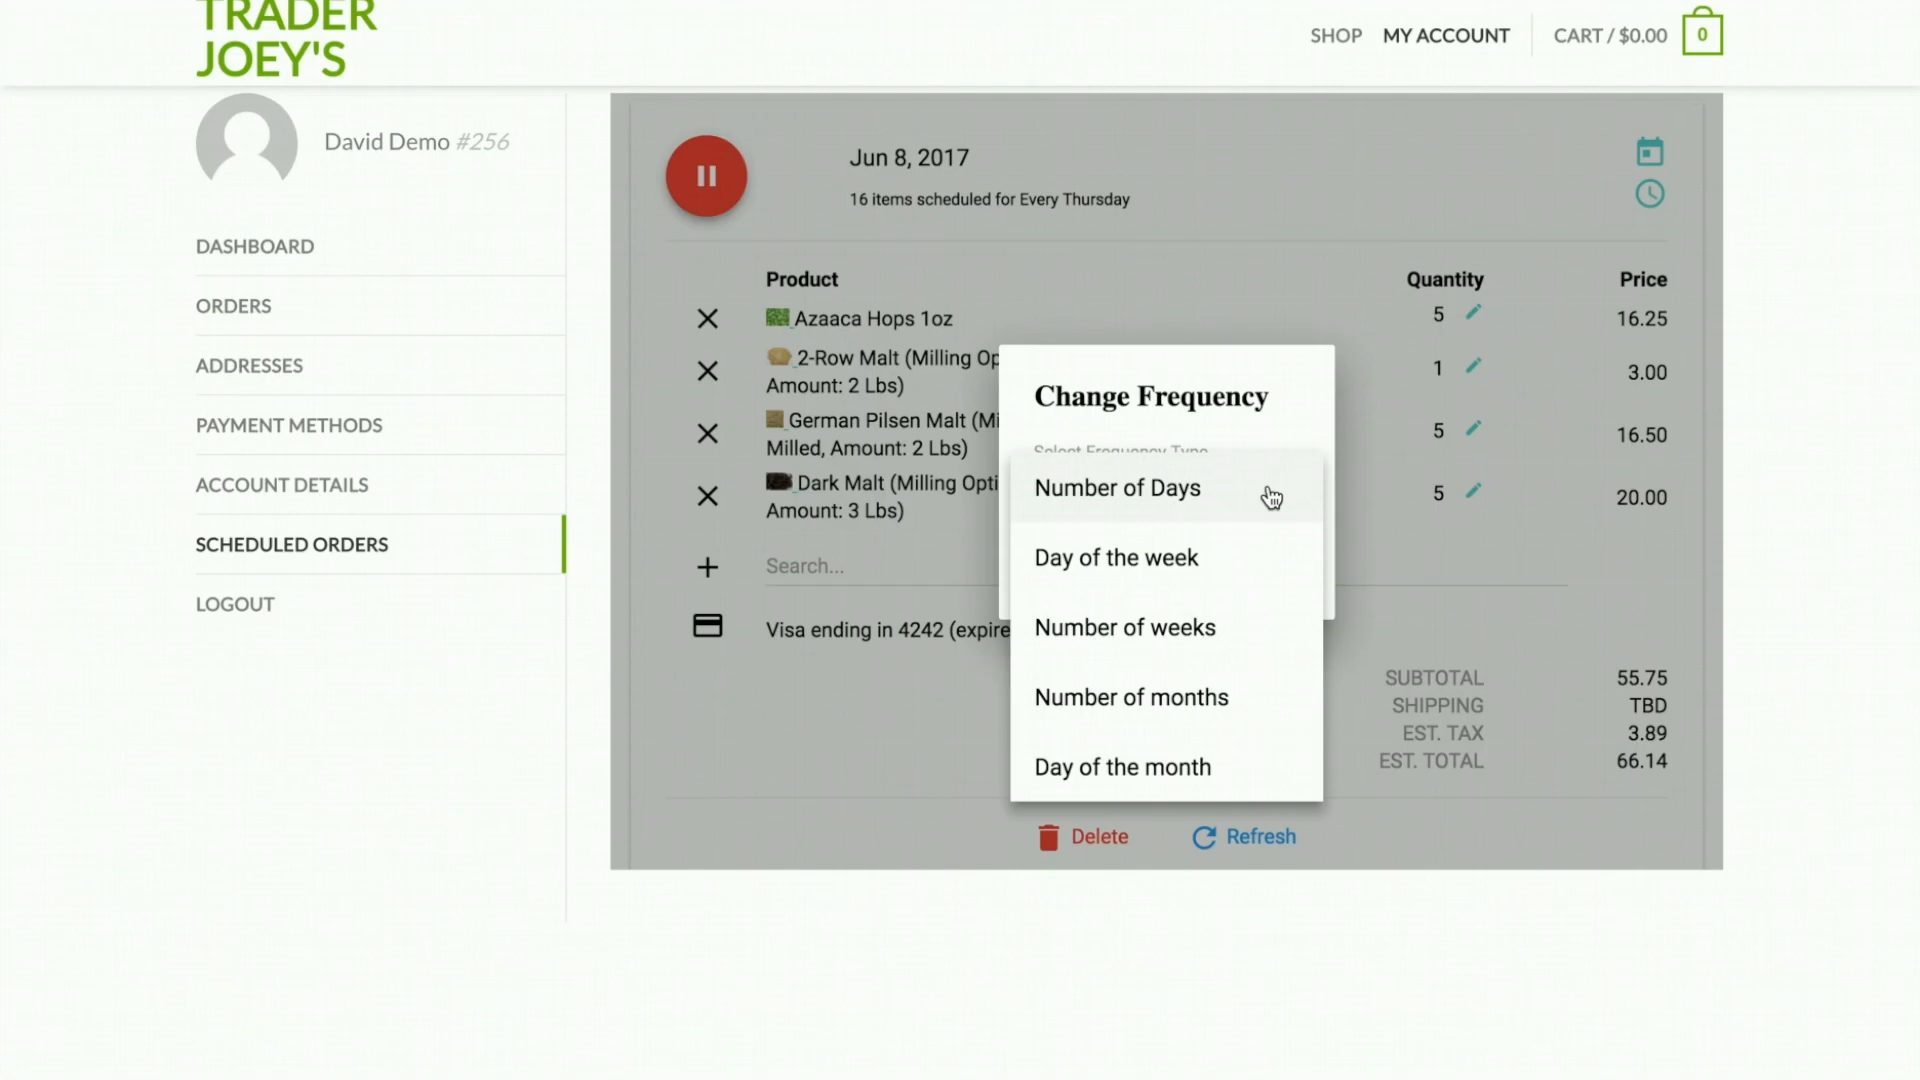 TRADER
JOEY'S
SHOP
MY ACCOUNT
CART / $0.00
0
David Demo #256
DASHBOARD
ORDERS
ADDRESSES
PAYMENT METHODS
ACCOUNT DETAILS
SCHEDULED ORDERS
LOGOUT
Jun 8, 2017
16 items scheduled for Every Thursday
Product Quantity Price
Azaaca Hops 1oz 5 16.25
2-Row Malt (Milling Op
Amount: 2 Lbs)
1 3.00
German Pilsen Malt (Mi
Milled, Amount: 2 Lbs)
5 16.50
Dark Malt (Milling Opti
Amount: 3 Lbs)
5 20.00
Search...
Visa ending in 4242 (expire
Change Frequency
Select Frequency Type
Number of Days
Day of the week
Number of weeks
Number of months
Day of the month
SUBTOTAL 55.75
SHIPPING TBD
EST. TAX 3.89
EST. TOTAL 66.14
Delete
Refresh